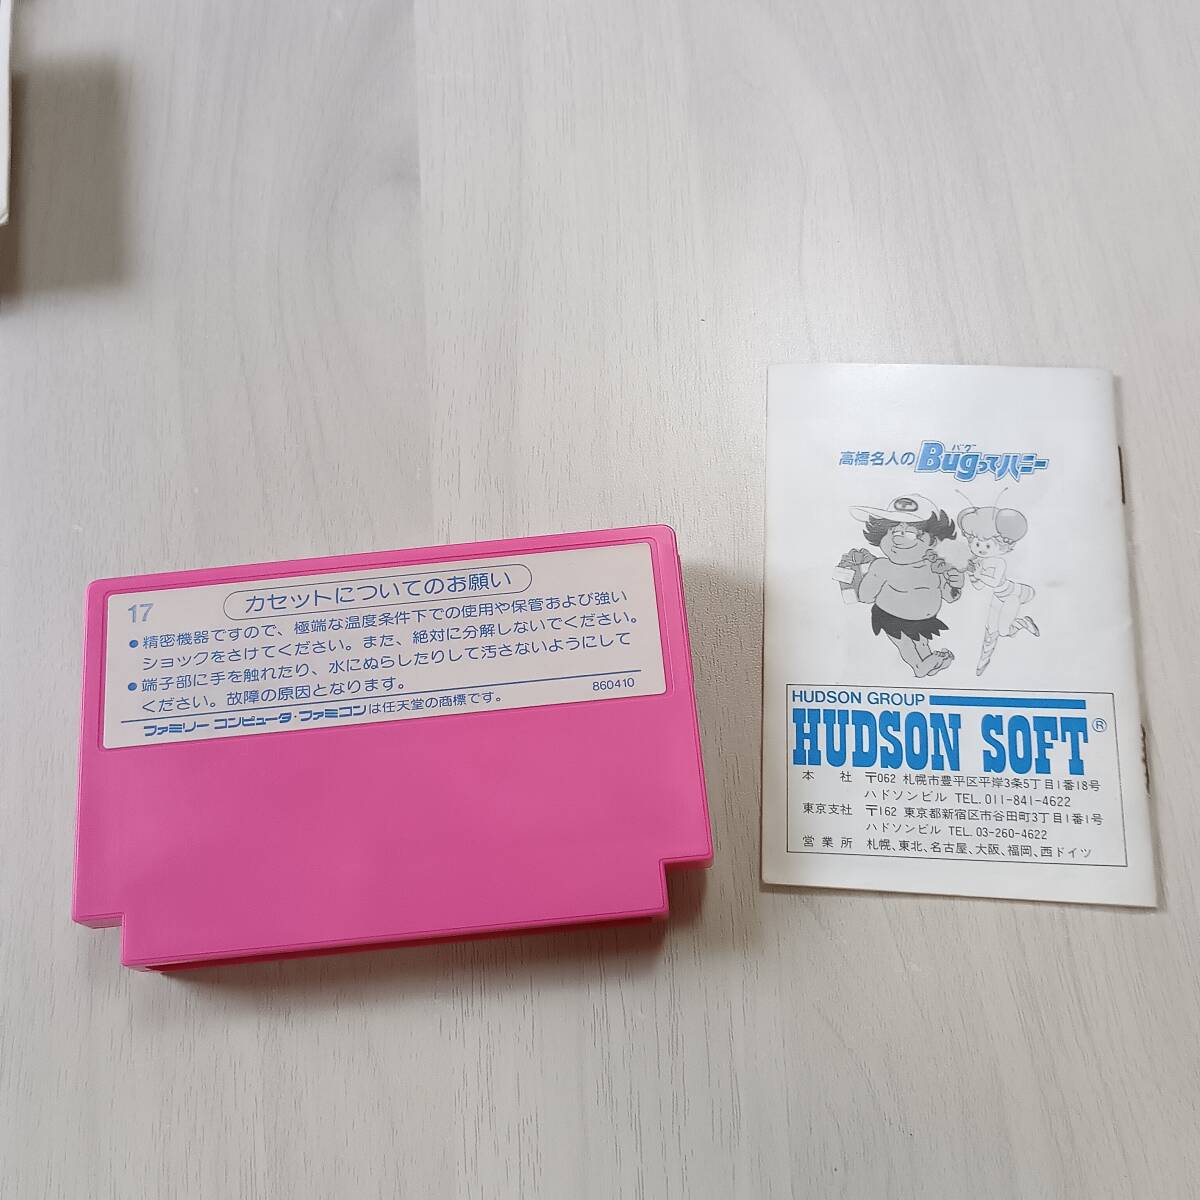 17
カセットについてのお願い
●精密機器ですので、極端な温度条件下での使用や保管および強い
ショックをさけてください。また、絶対に分解しないでください。
●端子部に手を触れたり、水にぬらしたりして汚さないようにして
ください。故障の原因となります。
860410
ファミリーコンピュータ・ファミコンは任天堂の商標です。
バグ
高橋名人のBugってハニー
HUDSON GROUP
HUDSON SOFT®
本社 〒062 札幌市豊平区平岸3条5丁目1番18号
ハドソンビル TEL. 011-841-4622
東京支社 〒162 東京都新宿区市谷田町3丁目1番1号
ハドソンビル TEL. 03-260-4622
営業所 札幌、東北、名古屋、大阪、福岡、西ドイツ